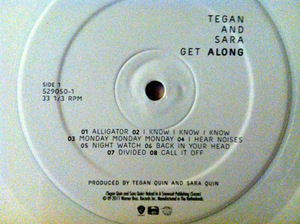 TEGAN
AND
SARA
GET ALONG
SIDE 1
529050-1
33 1/3 RPM
01 ALLIGATOR 02 I KNOW I KNOW I KNOW
03 MONDAY MONDAY MONDAY 04 I HEAR NOISES
05 NIGHT WATCH 06 BACK IN YOUR HEAD
07 DIVIDED 08 CALL IT OFF
PRODUCED BY TEGAN QUIN AND SARA QUIN